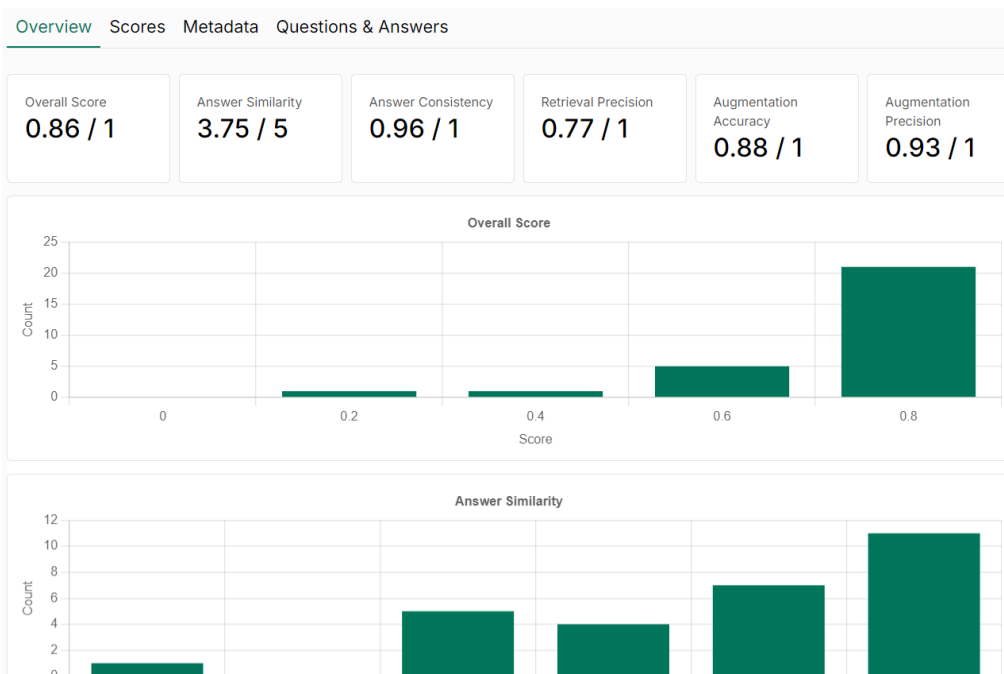 Overview Scores Metadata Questions & Answers
Overall Score
0.86 / 1
Answer Similarity
3.75 / 5
Answer Consistency
0.96 / 1
Retrieval Precision
0.77 / 1
Augmentation
Accuracy
0.88 / 1
Augmentation
Precision
0.93 / 1
Overall Score
25
20
15
10
5
0
Count
0 0.2 0.4 0.6 0.8
Score
Answer Similarity
12
10
8
6
4
2
0
Count